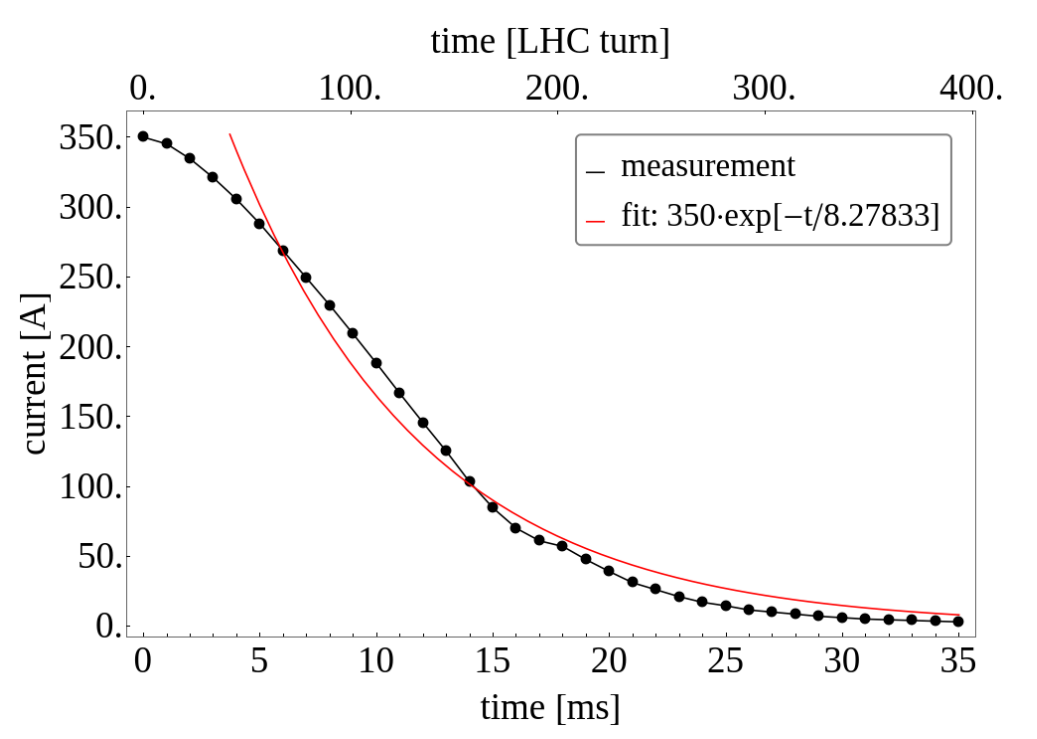 time [LHC turn]
0. 100. 200. 300. 400.
350.
300.
250.
200.
150.
100.
50.
0.
current [A]
measurement
fit: 350·exp[−t/8.27833]
0 5 10 15 20 25 30 35
time [ms]